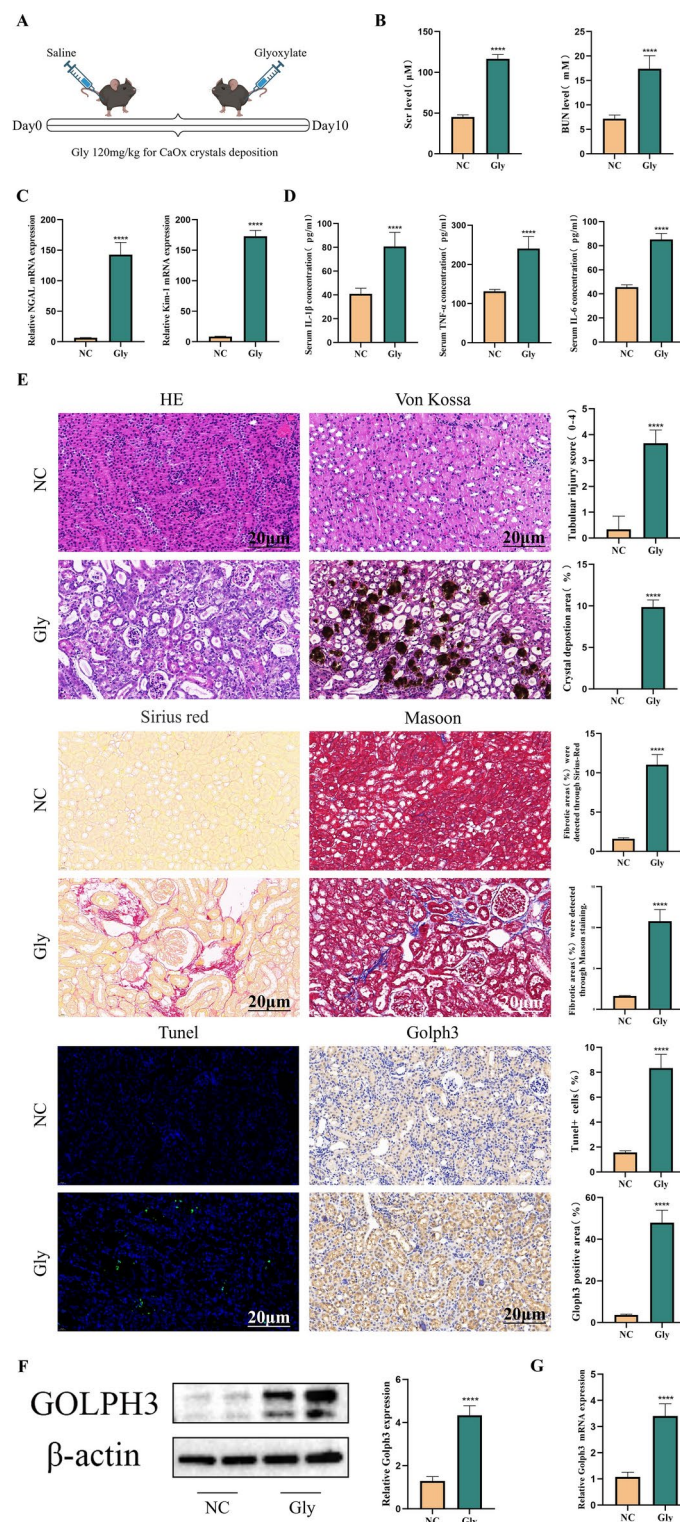 A
Saline
Glyoxylate
Day0
Day10
Gly 120mg/kg for CaOx crystals deposition
B
Scr level( μM)
150
100
50
0
****
NC
Gly
BUN level( mM)
25
20
15
10
5
0
****
NC
Gly
C
Relative NGAL mRNA expression
200
150
100
50
0
****
NC
Gly
Relative Kim-1 mRNA expression
200
150
100
50
0
****
NC
Gly
D
Serum IL-1β concentration( pg/ml)
100
80
60
40
20
0
****
NC
Gly
Serum TNF-α concentration( pg/ml)
300
200
100
0
****
NC
Gly
Serum IL-6 concentration( pg/ml)
100
80
60
40
20
0
****
NC
Gly
E
HE
Von Kossa
NC
20μm
20μm
Tubuluar injury score( 0-4)
5
4
3
2
1
0
****
NC
Gly
Gly
20μm
20μm
Crystal depostion area( %)
15
10
5
0
****
NC
Gly
Sirius red
Masoon
NC
20μm
20μm
Fibrotic areas(%) were
detected through Sirius-Red
15
10
5
0
****
NC
Gly
Gly
20μm
20μm
Fibrotic areas(%) were detected
through Masson staining.
****
NC
Gly
Tunel
Golph3
NC
20μm
20μm
Tunel+ cells( %)
10
8
6
4
2
0
****
NC
Gly
Gly
20μm
20μm
Gloph3 positive area( %)
60
40
20
0
****
NC
Gly
F
GOLPH3
β-actin
NC
Gly
Relative Golph3 expression
6
4
2
0
****
NC
Gly
G
Relative Golph3 mRNA expression
5
4
3
2
1
0
****
NC
Gly